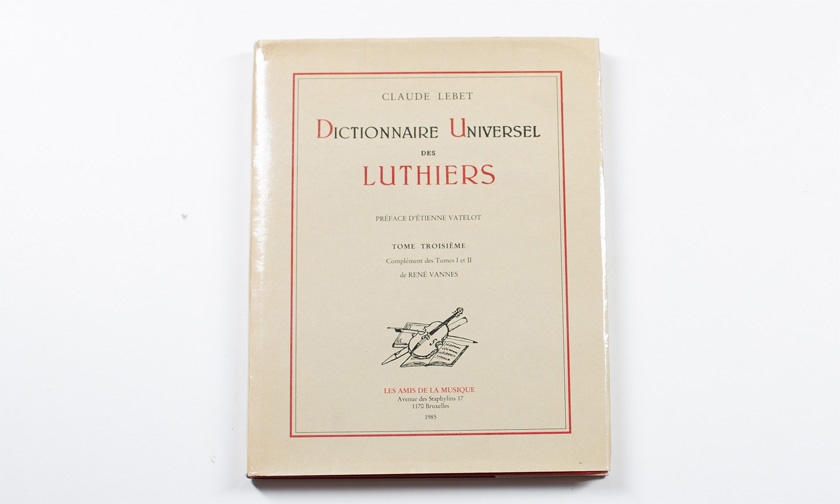 CLAUDE LEBET
DICTIONNAIRE UNIVERSEL
DES
LUTHIERS
PRÉFACE D'ÉTIENNE VATELOT
TOME TROISIÈME
Complément des Tomes I et II
de RENÉ VANNES
LES AMIS DE LA MUSIQUE
Avenue des Staphylins 17
1170 Bruxelles
1985